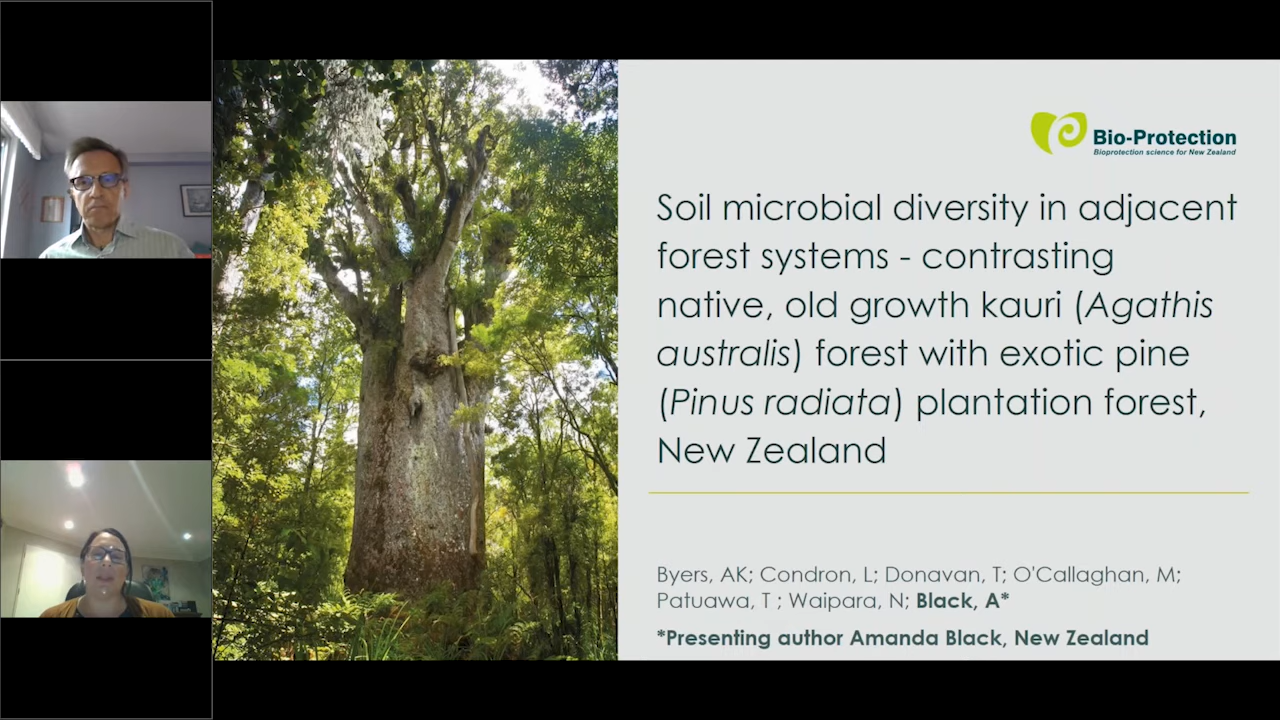 Bio-Protection
Bioprotection science for New Zealand
Soil microbial diversity in adjacent
forest systems - contrasting
native, old growth kauri (Agathis
australis) forest with exotic pine
(Pinus radiata) plantation forest,
New Zealand
Byers, AK; Condron, L; Donavan, T; O'Callaghan, M;
Patuawa, T ; Waipara, N; Black, A*
*Presenting author Amanda Black, New Zealand